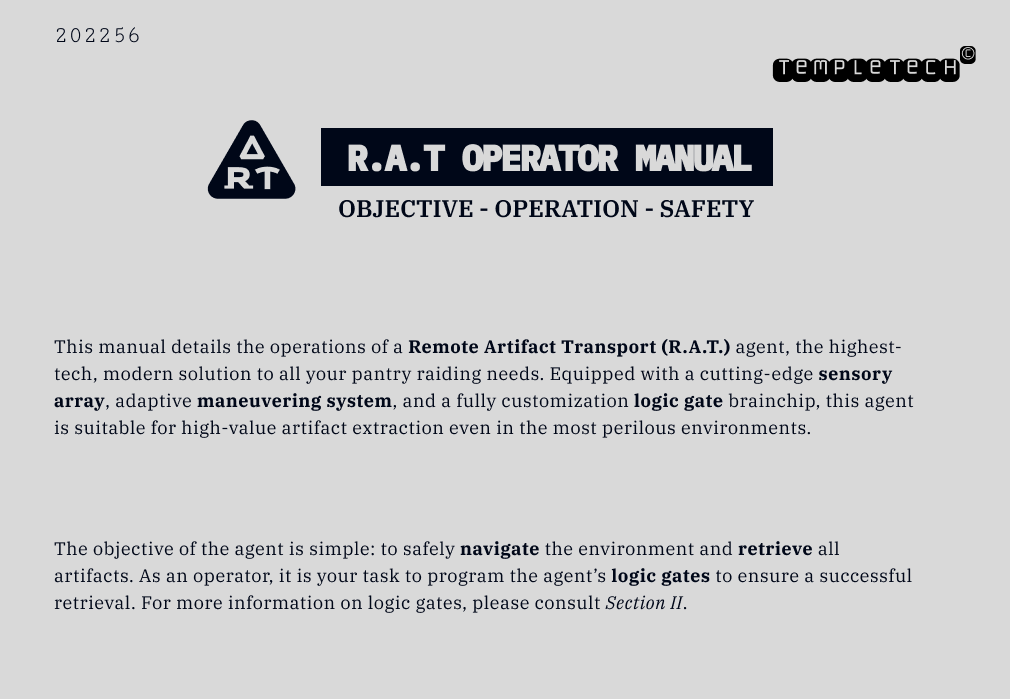 202256
TEMPLETECH©
ART
R.A.T OPERATOR MANUAL
OBJECTIVE - OPERATION - SAFETY
This manual details the operations of a Remote Artifact Transport (R.A.T.) agent, the highest-
tech, modern solution to all your pantry raiding needs. Equipped with a cutting-edge sensory
array, adaptive maneuvering system, and a fully customization logic gate brainchip, this agent
is suitable for high-value artifact extraction even in the most perilous environments.
The objective of the agent is simple: to safely navigate the environment and retrieve all
artifacts. As an operator, it is your task to program the agent’s logic gates to ensure a successful
retrieval. For more information on logic gates, please consult Section II.